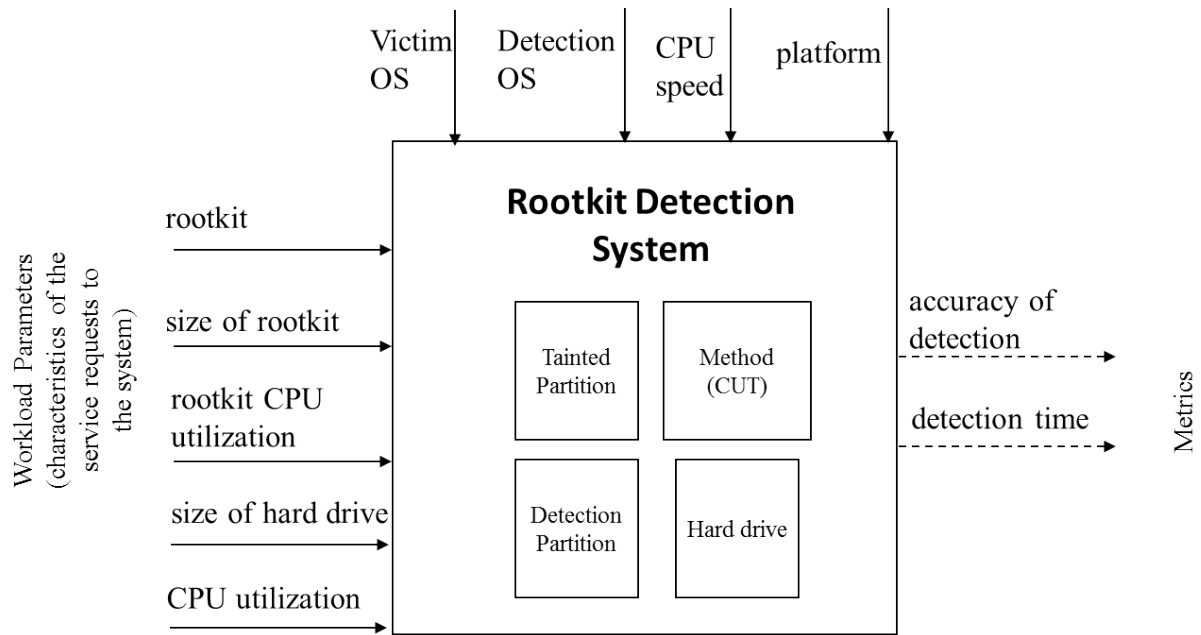 Victim
OS
Detection
OS
CPU
speed
platform
Rootkit Detection
System
Workload Parameters
(characteristics of the
service requests to
the system)
rootkit
size of rootkit
rootkit CPU
utilization
size of hard drive
CPU utilization
Tainted
Partition
Method
(CUT)
Detection
Partition
Hard drive
accuracy of
detection
detection time
Metrics